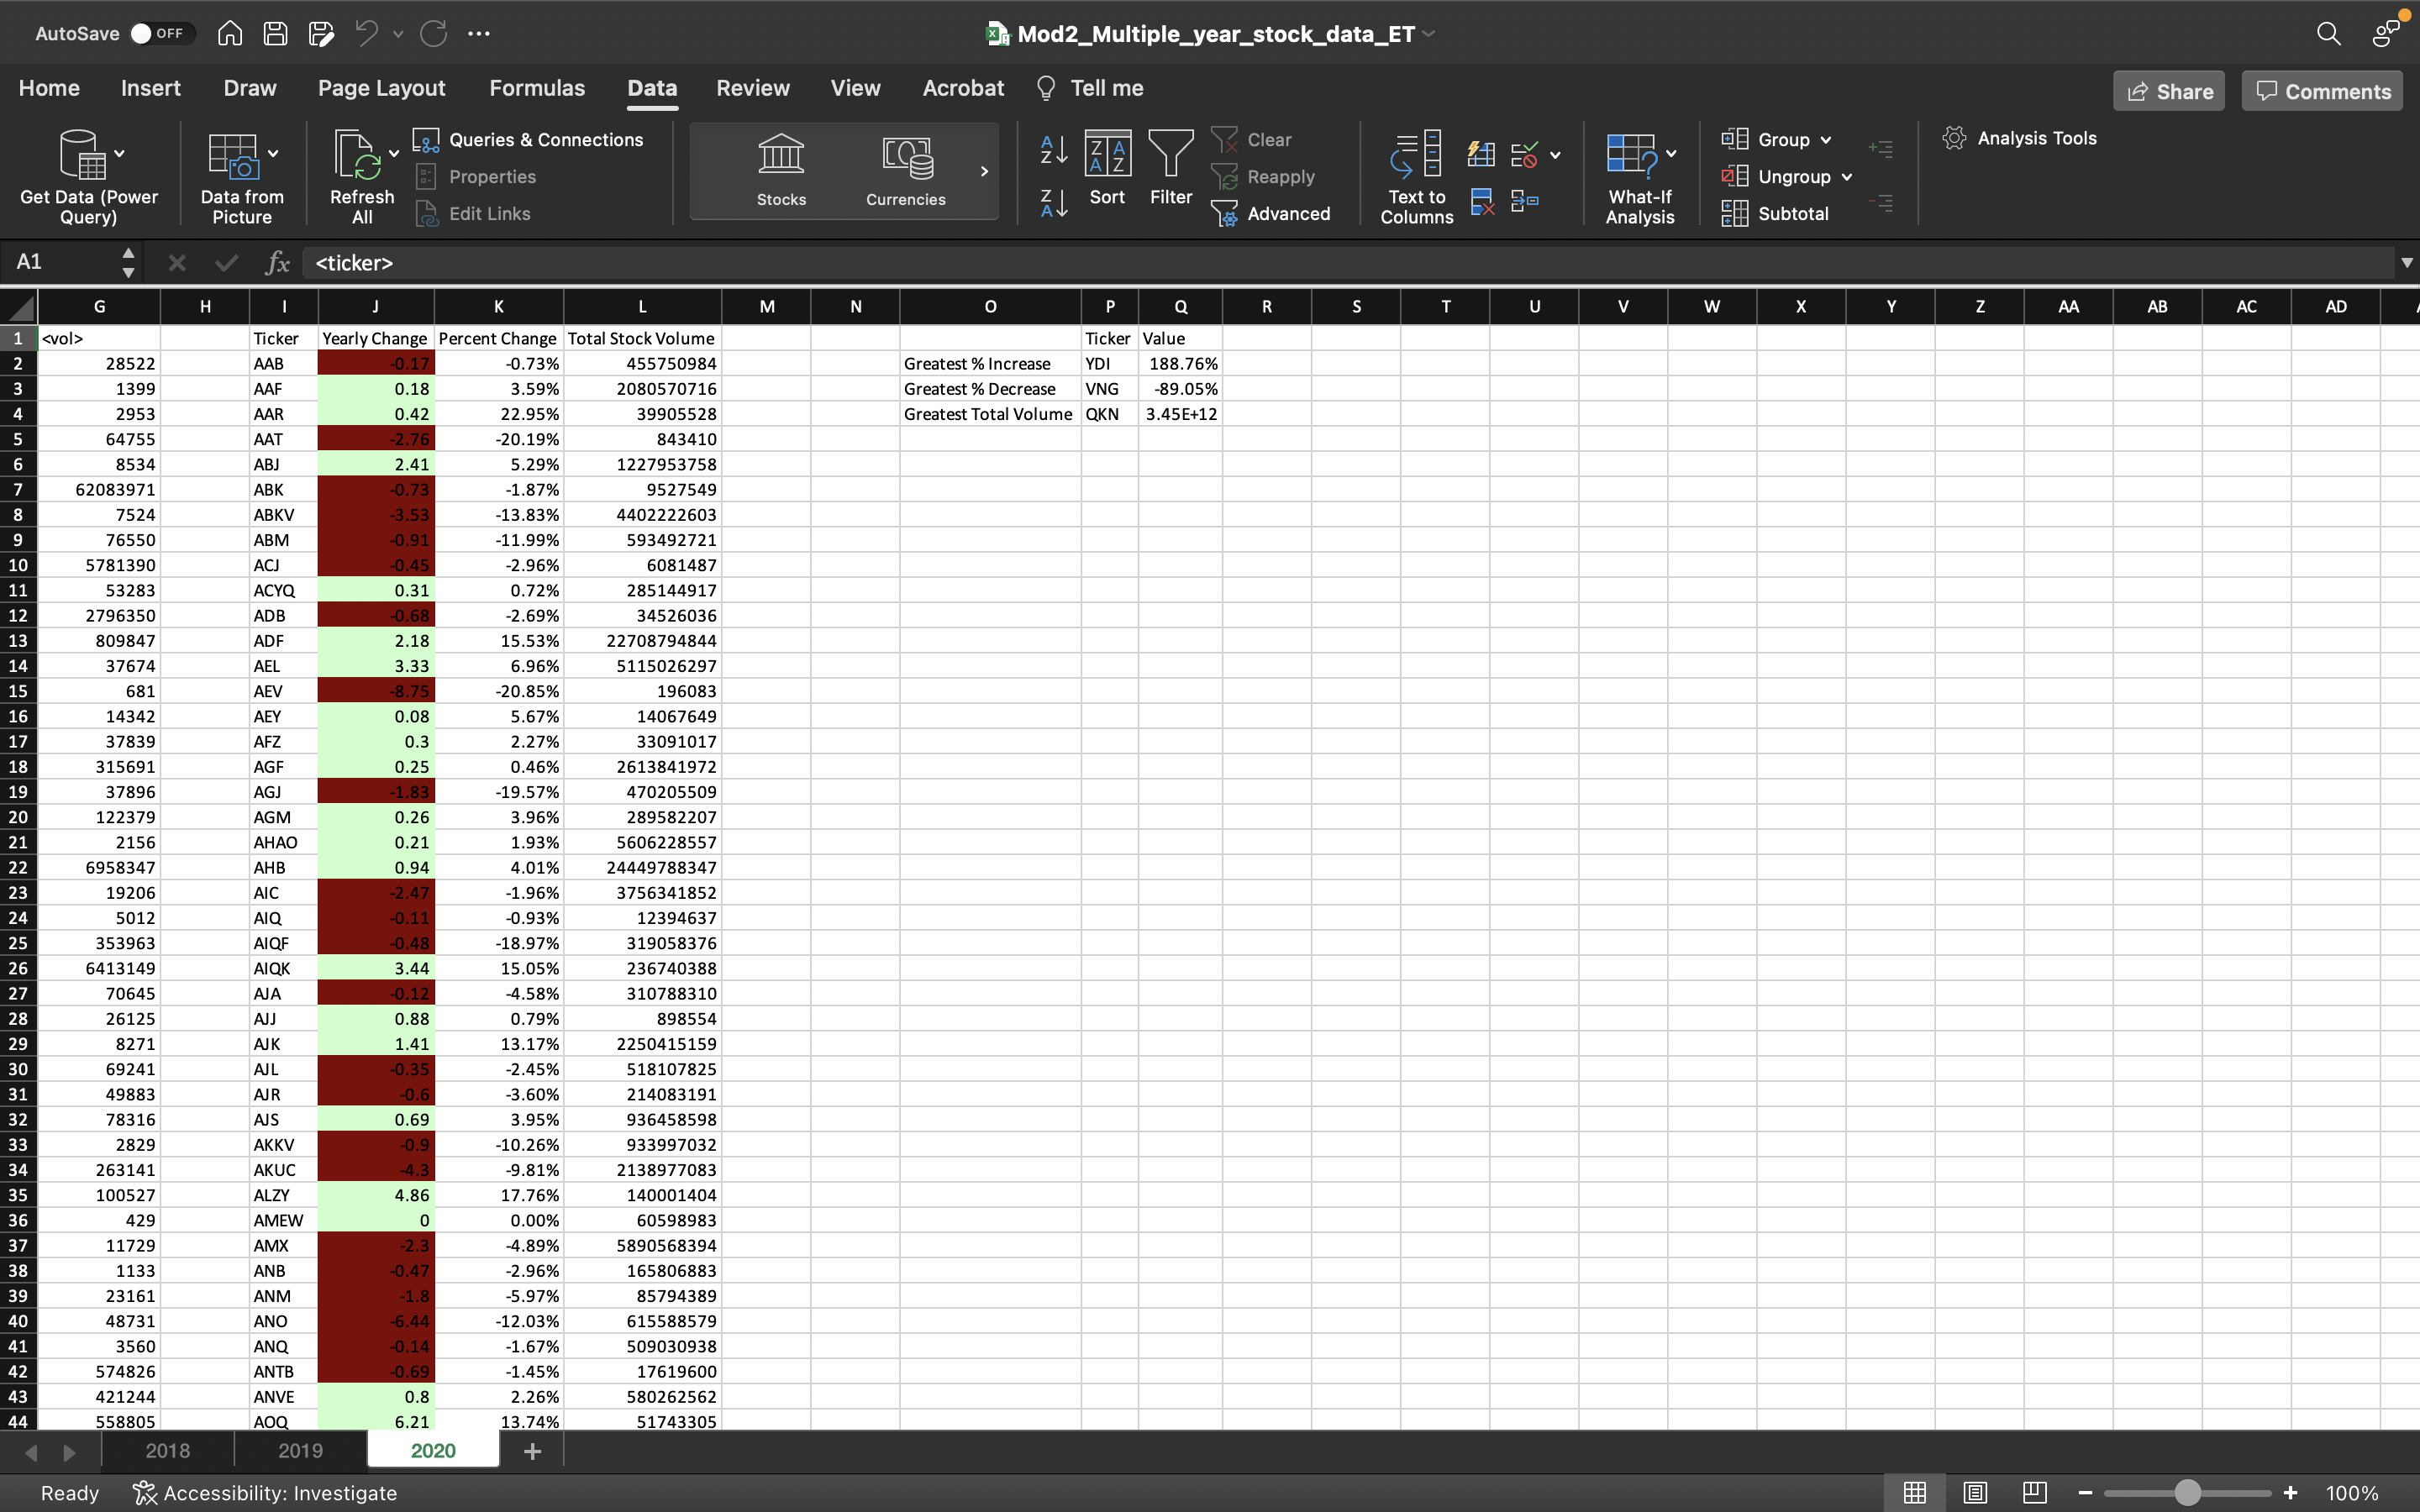 AutoSave OFF Mod2_Multiple_year_stock_data_ET
Home Insert Draw Page Layout Formulas Data Review View Acrobat Tell me Share Comments
Get Data (Power Query) Data from Picture Refresh All Queries & Connections Properties Edit Links Stocks Currencies Sort Filter Clear Reapply Advanced Text to Columns What-If Analysis Group Ungroup Subtotal Analysis Tools
A1 fx <ticker>
G H I J K L M N O P Q R S T U V W X Y Z AA AB AC AD
1 <vol> Ticker Yearly Change Percent Change Total Stock Volume Ticker Value
2 28522 AAB -0.17 -0.73% 455750984 Greatest % Increase YDI 188.76%
3 1399 AAF 0.18 3.59% 2080570716 Greatest % Decrease VNG -89.05%
4 2953 AAR 0.42 22.95% 39905528 Greatest Total Volume QKN 3.45E+12
5 64755 AAT -2.76 -20.19% 843410
6 8534 ABJ 2.41 5.29% 1227953758
7 62083971 ABK -0.73 -1.87% 9527549
8 7524 ABKV -3.53 -13.83% 4402222603
9 76550 ABM -0.91 -11.99% 593492721
10 5781390 ACJ -0.45 -2.96% 6081487
11 53283 ACYQ 0.31 0.72% 285144917
12 2796350 ADB -0.68 -2.69% 34526036
13 809847 ADF 2.18 15.53% 22708794844
14 37674 AEL 3.33 6.96% 5115026297
15 681 AEV -8.75 -20.85% 196083
16 14342 AEY 0.08 5.67% 14067649
17 37839 AFZ 0.3 2.27% 33091017
18 315691 AGF 0.25 0.46% 2613841972
19 37896 AGJ -1.83 -19.57% 470205509
20 122379 AGM 0.26 3.96% 289582207
21 2156 AHAO 0.21 1.93% 5606228557
22 6958347 AHB 0.94 4.01% 24449788347
23 19206 AIC -2.47 -1.96% 3756341852
24 5012 AIQ -0.11 -0.93% 12394637
25 353963 AIQF -0.48 -18.97% 319058376
26 6413149 AIQK 3.44 15.05% 236740388
27 70645 AJA -0.12 -4.58% 310788310
28 26125 AJJ 0.88 0.79% 898554
29 8271 AJK 1.41 13.17% 2250415159
30 69241 AJL -0.35 -2.45% 518107825
31 49883 AJR -0.6 -3.60% 214083191
32 78316 AJS 0.69 3.95% 936458598
33 2829 AKKV -0.9 -10.26% 933997032
34 263141 AKUC -4.3 -9.81% 2138977083
35 100527 ALZY 4.86 17.76% 140001404
36 429 AMEW 0 0.00% 60598983
37 11729 AMX -2.3 -4.89% 5890568394
38 1133 ANB -0.47 -2.96% 165806883
39 23161 ANM -1.8 -5.97% 85794389
40 48731 ANO -6.44 -12.03% 615588579
41 3560 ANQ -0.14 -1.67% 509030938
42 574826 ANTB -0.69 -1.45% 17619600
43 421244 ANVE 0.8 2.26% 580262562
44 558805 AOQ 6.21 13.74% 51743305
2018 2019 2020 +
Ready Accessibility: Investigate 100%